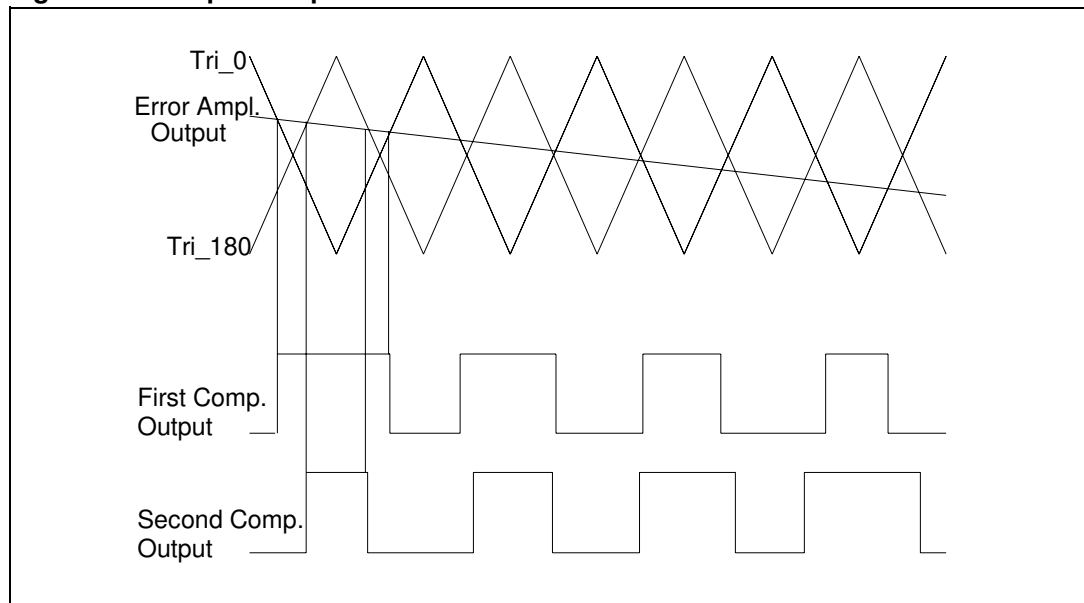 Tri_0
Error Ampl.
Output
Tri_180
First Comp.
Output
Second Comp.
Output